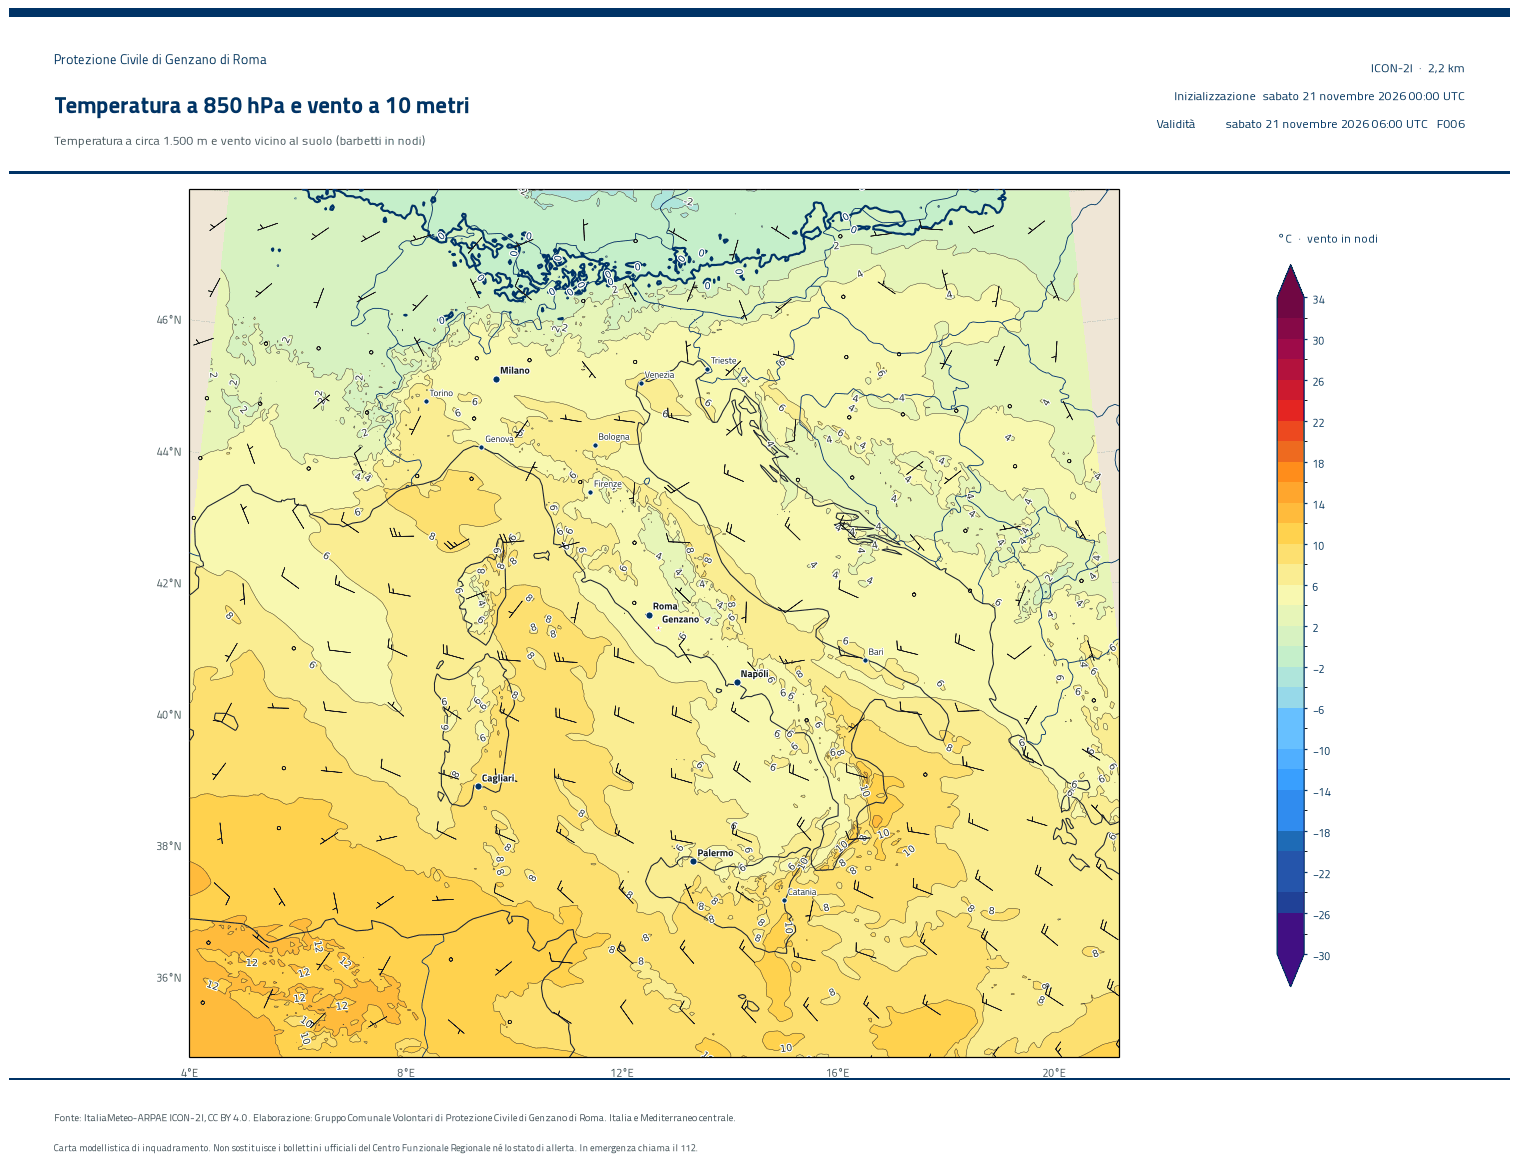 Protezione Civile di Genzano di Roma
Temperatura a 850 hPa e vento a 10 metri
Temperatura a circa 1.500 m e vento vicino al suolo (barbetti in nodi)
ICON-2I · 2,2 km
Inizializzazione sabato 21 novembre 2026 00:00 UTC
Validità sabato 21 novembre 2026 06:00 UTC F006
°C · vento in nodi
34
30
26
22
18
14
10
6
2
−2
−6
−10
−14
−18
−22
−26
−30
46°N
44°N
42°N
40°N
38°N
36°N
4°E
8°E
12°E
16°E
20°E
Milano
Torino
Venezia
Trieste
Genova
Bologna
Firenze
Roma
Genzano
Napoli
Bari
Cagliari
Palermo
Catania
Fonte: ItaliaMeteo-ARPAE ICON-2I, CC BY 4.0. Elaborazione: Gruppo Comunale Volontari di Protezione Civile di Genzano di Roma. Italia e Mediterraneo centrale.
Carta modellistica di inquadramento. Non sostituisce i bollettini ufficiali del Centro Funzionale Regionale né lo stato di allerta. In emergenza chiama il 112.